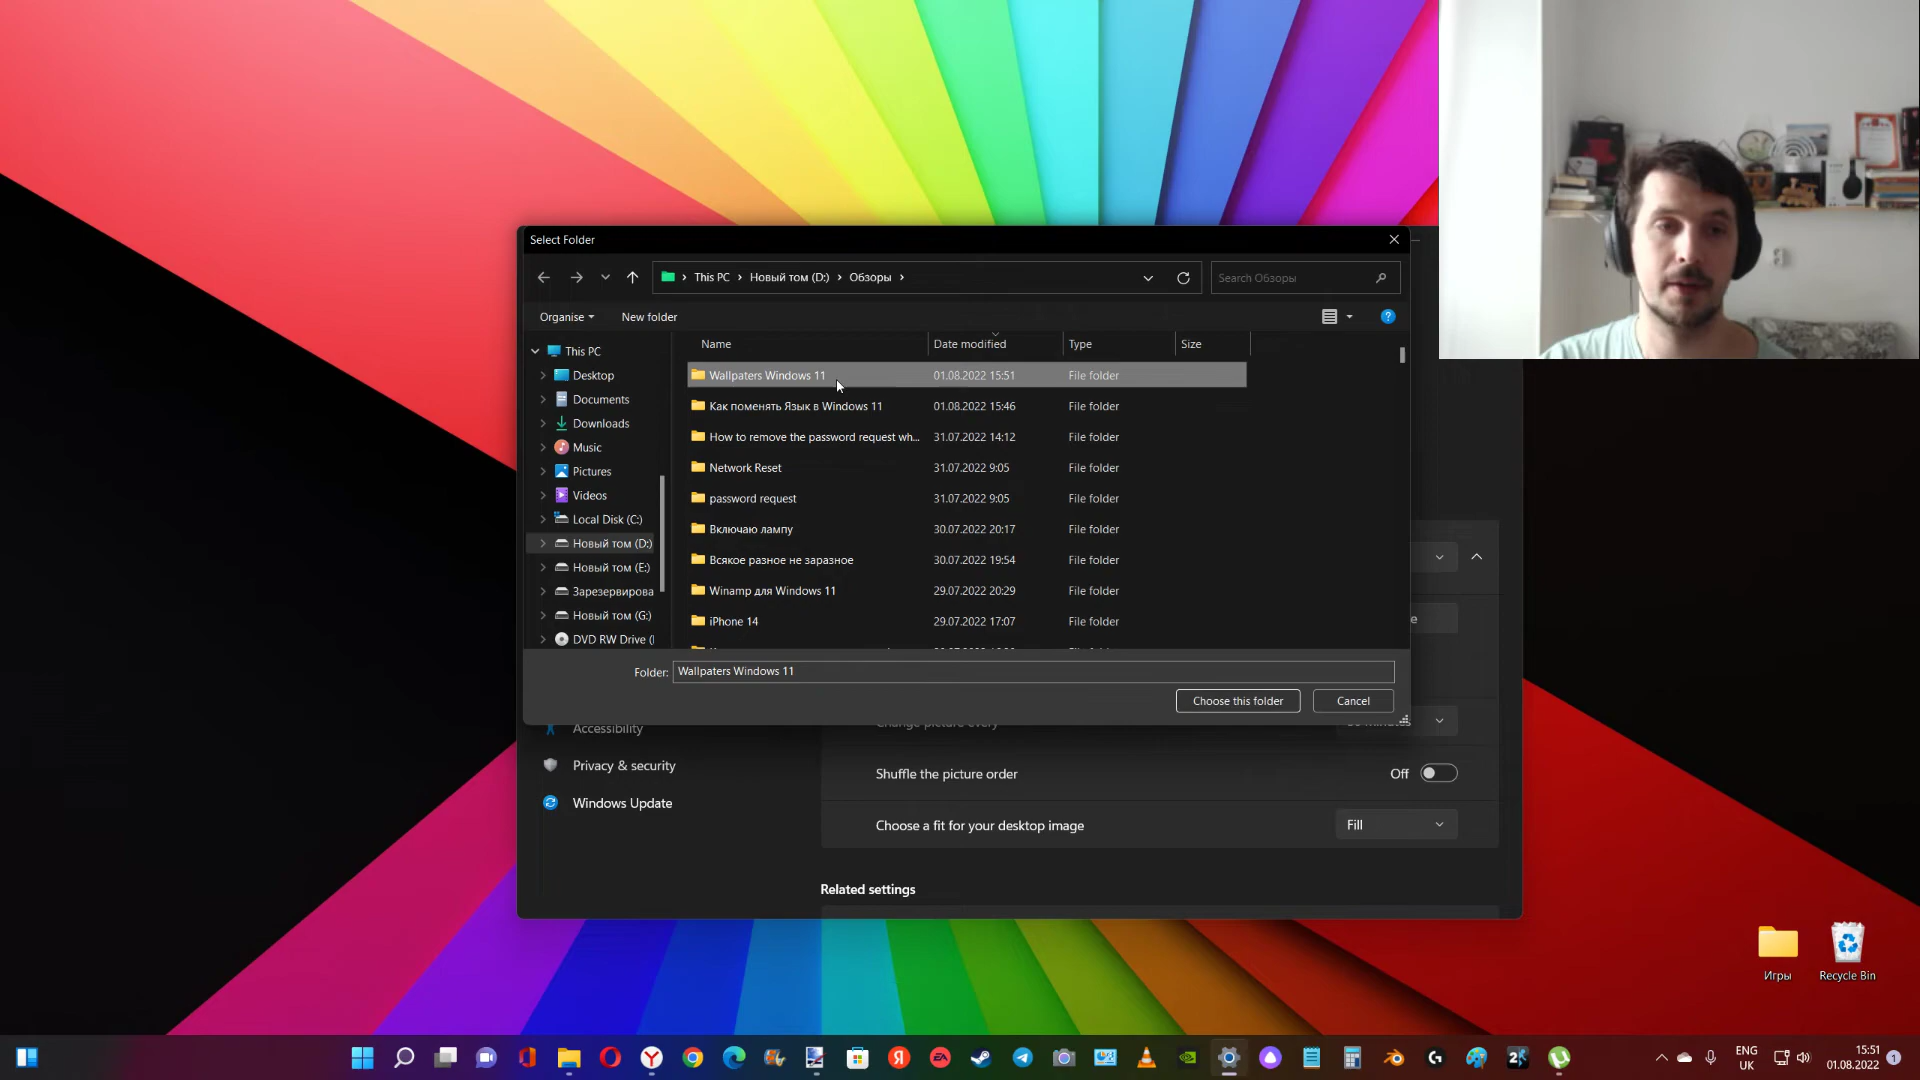 Select Folder
This PC
Новый том (D:)
Обзоры
Search Обзоры
Organise
New folder
Name
Date modified
Type
Size
This PC
Desktop
Documents
Downloads
Music
Pictures
Videos
Local Disk (C:)
Новый том (D:)
Новый том (E:)
Зарезервирова
Новый том (G:)
DVD RW Drive (
Wallpaters Windows 11 01.08.2022 15:51 File folder
Как поменять Язык в Windows 11 01.08.2022 15:46 File folder
How to remove the password request wh... 31.07.2022 14:12 File folder
Network Reset 31.07.2022 9:05 File folder
password request 31.07.2022 9:05 File folder
Включаю лампу 30.07.2022 20:17 File folder
Всякое разное не заразное 30.07.2022 19:54 File folder
Winamp для Windows 11 29.07.2022 20:29 File folder
iPhone 14 29.07.2022 17:07 File folder
Folder: Wallpaters Windows 11
Choose this folder
Cancel
Accessibility
Privacy & security
Windows Update
Change picture every
Shuffle the picture order
Off
Choose a fit for your desktop image
Fill
Related settings
Игры
Recycle Bin
ENG
UK
15:51
01.08.2022
1